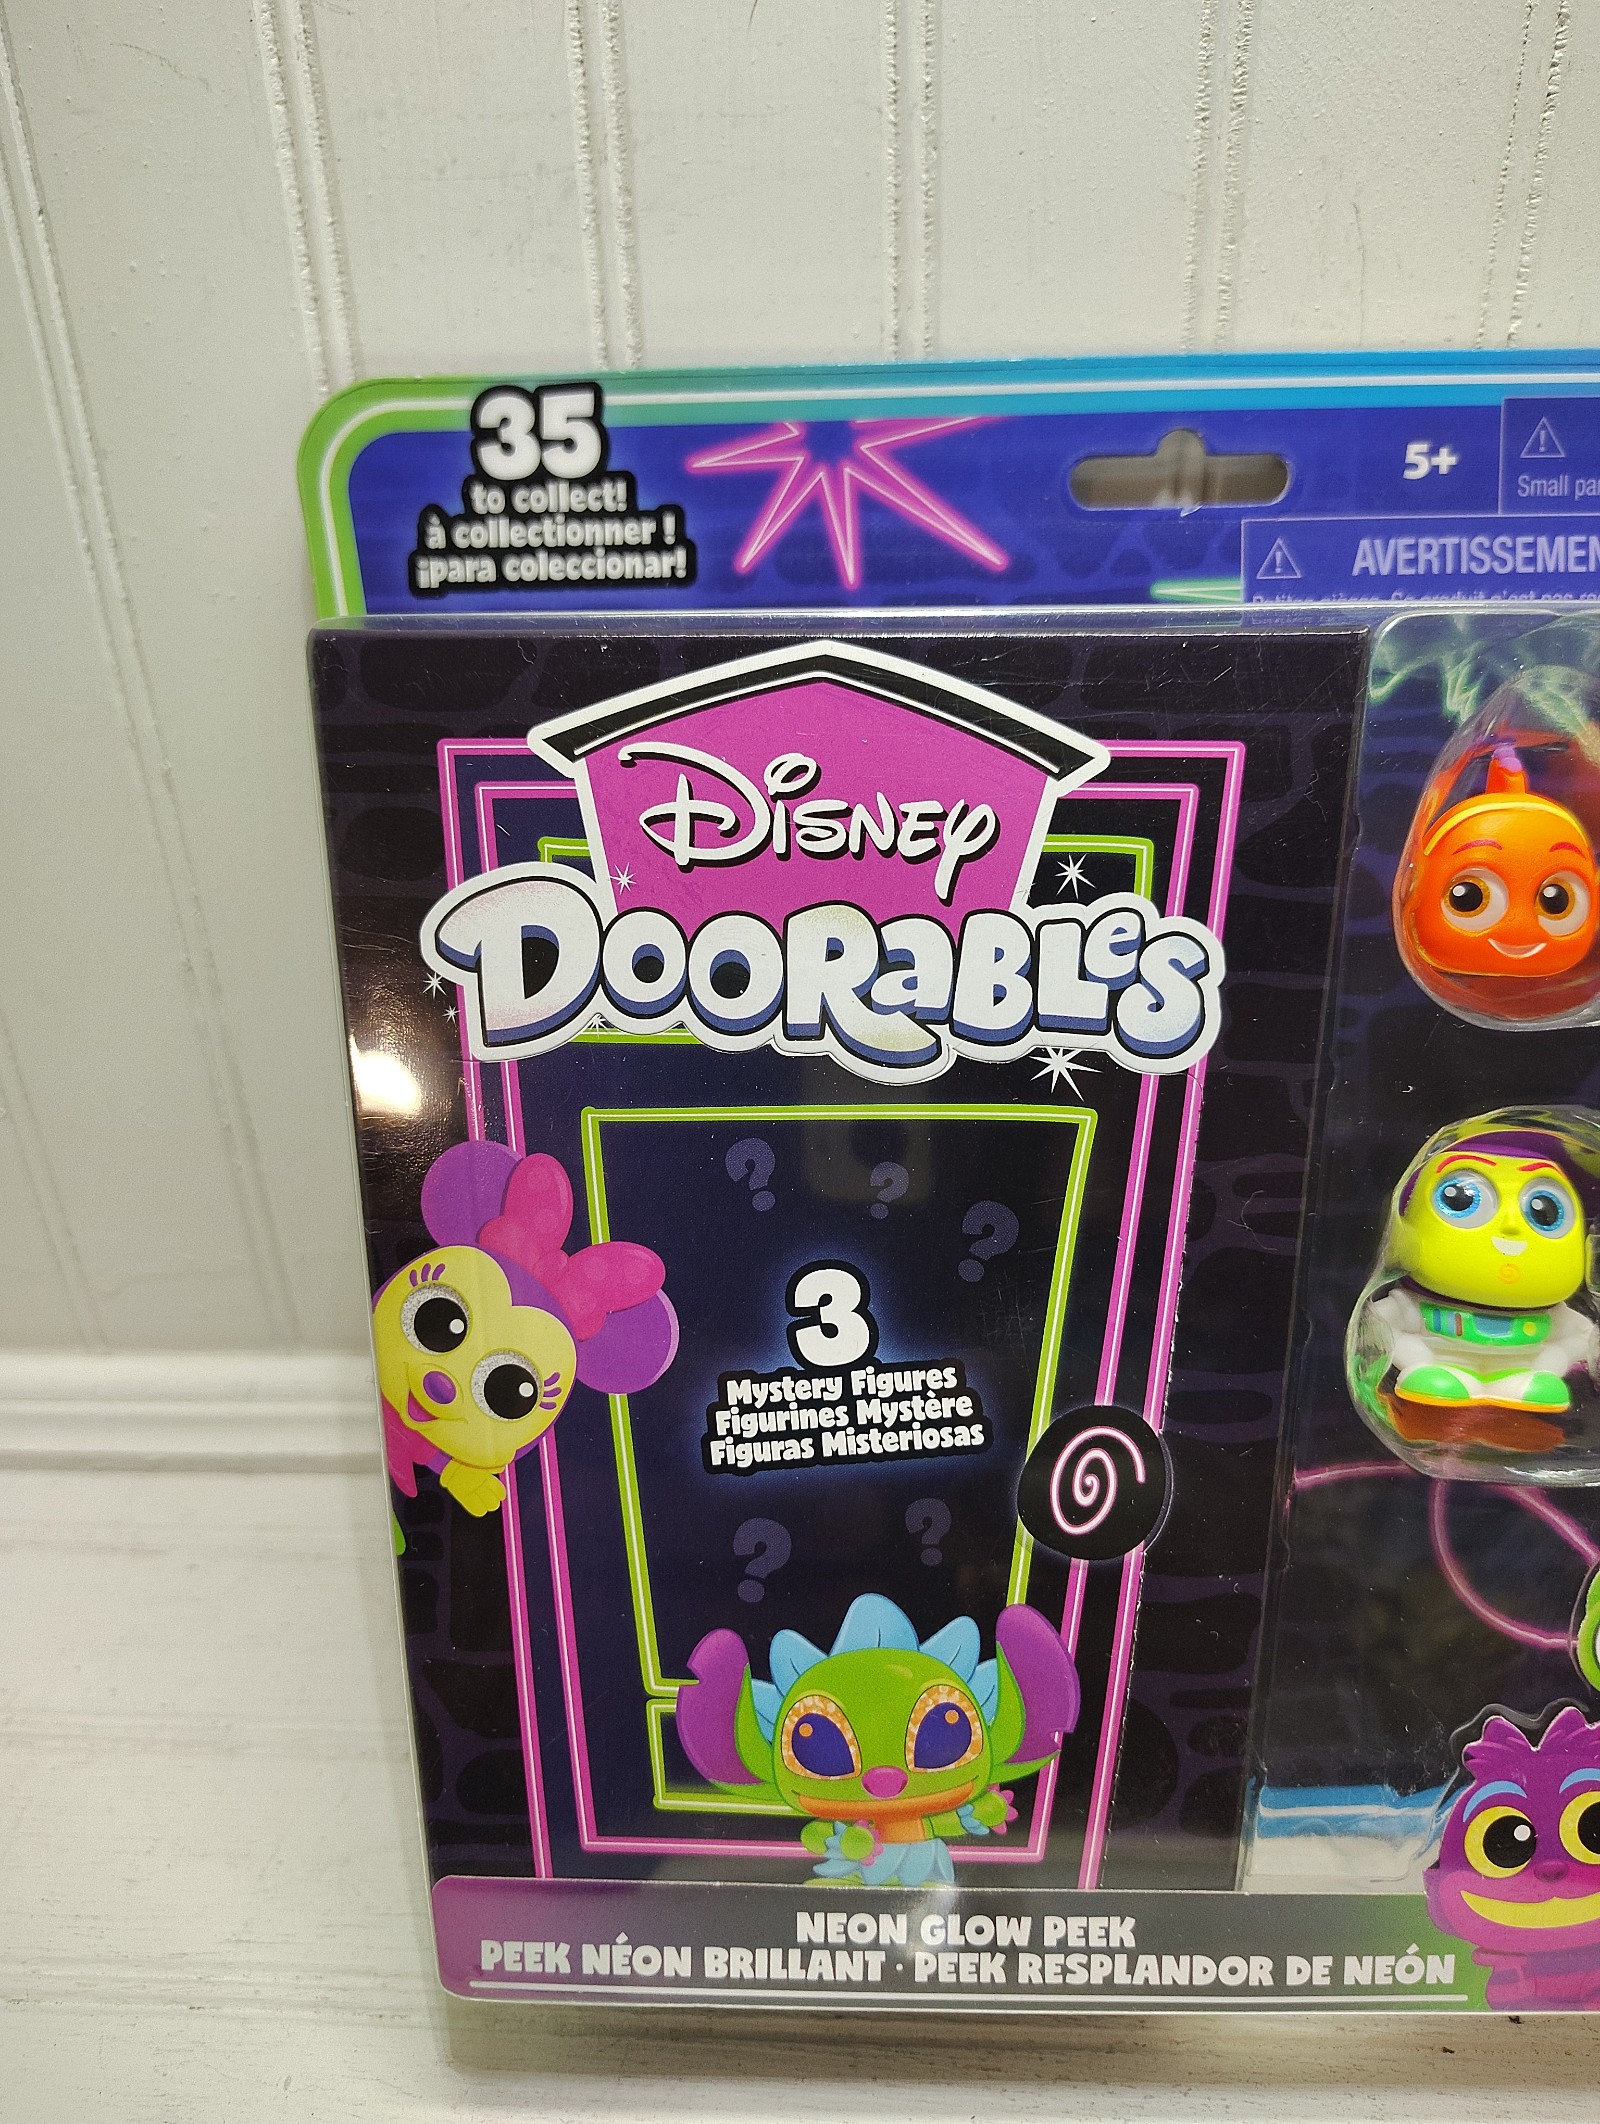 35
to collect!
à collectionner !
¡para coleccionar!
5+
Small
AVERTISSEMEN
DISNEY
DOORABLES
3
Mystery Figures
Figurines Mystère
Figuras Misteriosas
NEON GLOW PEEK
PEEK NÉON BRILLANT · PEEK RESPLANDOR DE NEÓN